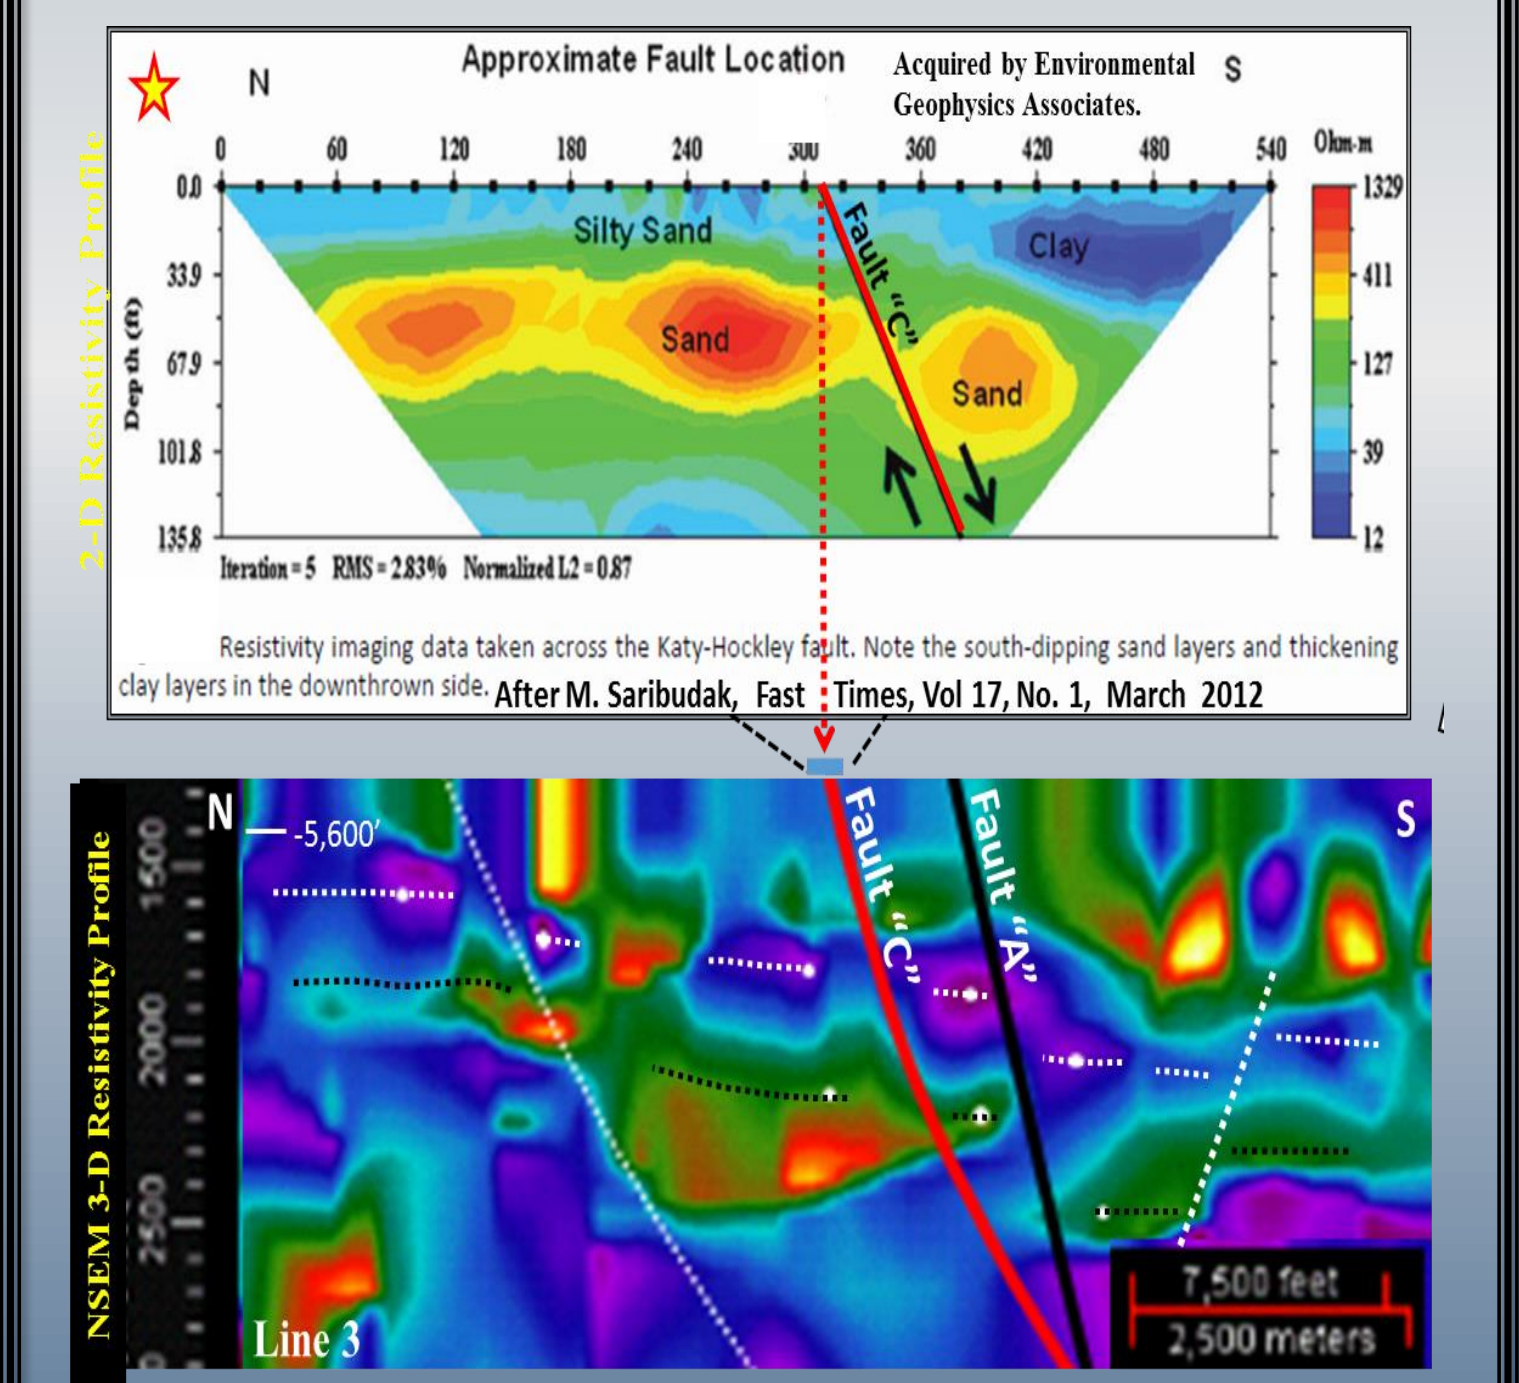 Approximate Fault Location
Acquired by Environmental
Geophysics Associates.
N
S
2-D Resistivity Profile
0 60 120 180 240 300 360 420 480 540
Ohm-m
0.0
33.9
67.9
101.8
135.8
Depth (ft)
Silty Sand
Clay
Sand
Sand
Fault “C”
1329
411
127
39
12
Iteration = 5 RMS = 2.83% Normalized L2 = 0.87
Resistivity imaging data taken across the Katy-Hockley fault. Note the south-dipping sand layers and thickening
clay layers in the downthrown side. After M. Saribudak, Fast Times, Vol 17, No. 1, March 2012
NSEM 3-D Resistivity Profile
1500
2000
2500
N
S
-5,600’
Fault “C”
Fault “A”
Line 3
7,500 feet
2,500 meters